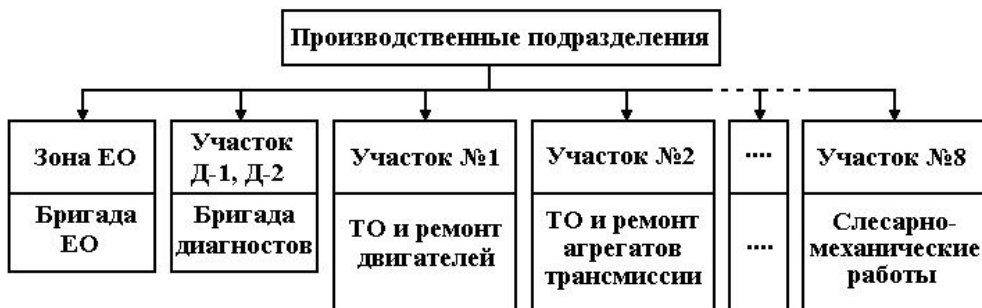 Производственные подразделения
Зона ЕО
Участок
Д-1, Д-2
Участок №1
Участок №2
....
Участок №8
Бригада
ЕО
Бригада
диагностов
ТО и ремонт
двигателей
ТО и ремонт
агрегатов
трансмиссии
....
Слесарно-
механические
работы